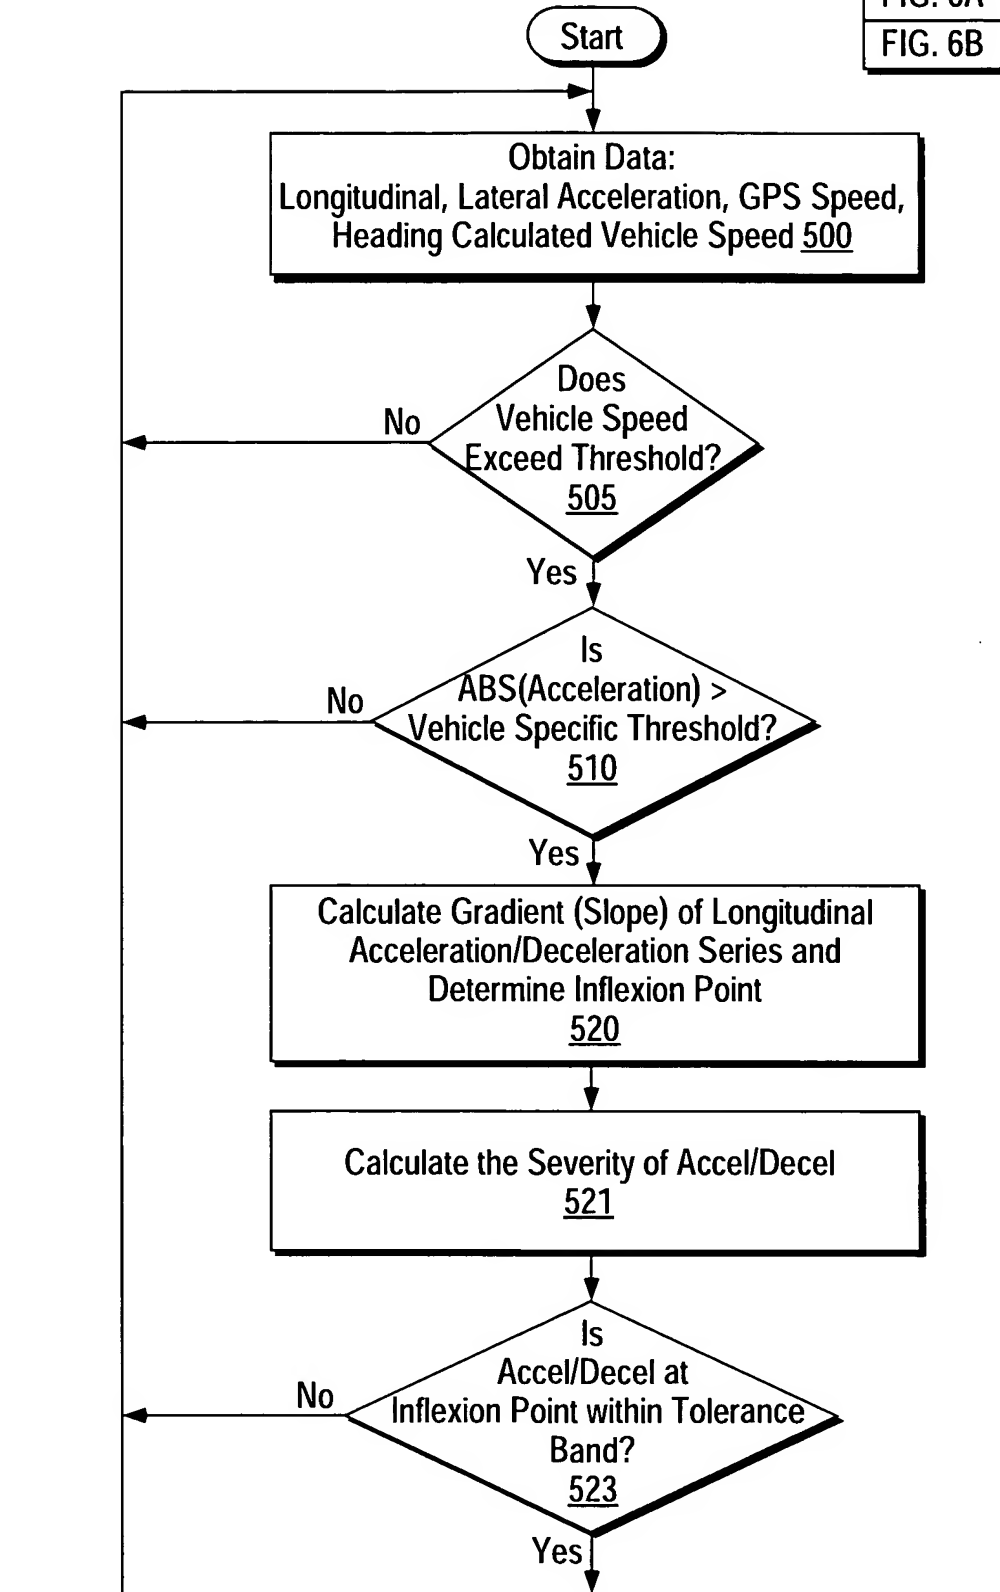 FIG. 6A
FIG. 6B
Start
Obtain Data:
Longitudinal, Lateral Acceleration, GPS Speed,
Heading Calculated Vehicle Speed 500
Does
Vehicle Speed
Exceed Threshold?
505
No
Yes
Is
ABS(Acceleration) >
Vehicle Specific Threshold?
510
No
Yes
Calculate Gradient (Slope) of Longitudinal
Acceleration/Deceleration Series and
Determine Inflexion Point
520
Calculate the Severity of Accel/Decel
521
Is
Accel/Decel at
Inflexion Point within Tolerance
Band?
523
No
Yes